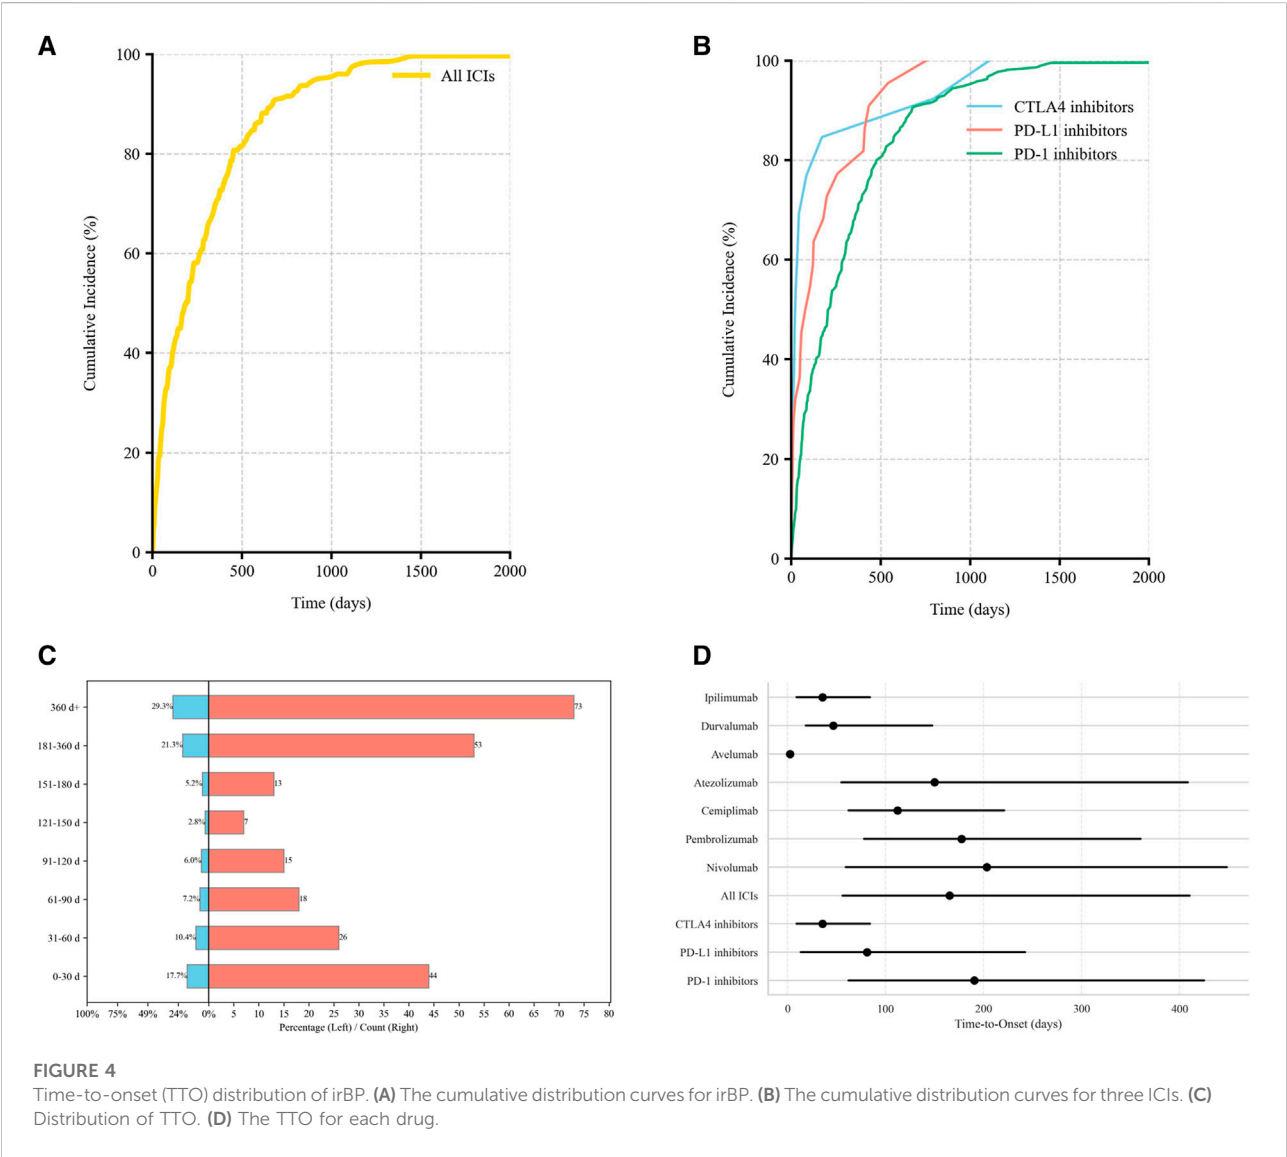 A
100
80
60
40
20
0
Cumulative Incidence (%)
All ICIs
0 500 1000 1500 2000
Time (days)
B
100
80
60
40
20
0
Cumulative Incidence (%)
CTLA4 inhibitors
PD-L1 inhibitors
PD-1 inhibitors
0 500 1000 1500 2000
Time (days)
C
360 d+ 29.3% 73
181-360 d 21.3% 53
151-180 d 5.2% 13
121-150 d 2.8% 7
91-120 d 6.0% 15
61-90 d 7.2% 18
31-60 d 10.4% 26
0-30 d 17.7% 44
100% 75% 49% 24% 0% 5 10 15 20 25 30 35 40 45 50 55 60 65 70 75 80
Percentage (Left) / Count (Right)
D
Ipilimumab
Durvalumab
Avelumab
Atezolizumab
Cemiplimab
Pembrolizumab
Nivolumab
All ICIs
CTLA4 inhibitors
PD-L1 inhibitors
PD-1 inhibitors
0 100 200 300 400
Time-to-Onset (days)
FIGURE 4
Time-to-onset (TTO) distribution of irBP. (A) The cumulative distribution curves for irBP. (B) The cumulative distribution curves for three ICIs. (C)
Distribution of TTO. (D) The TTO for each drug.